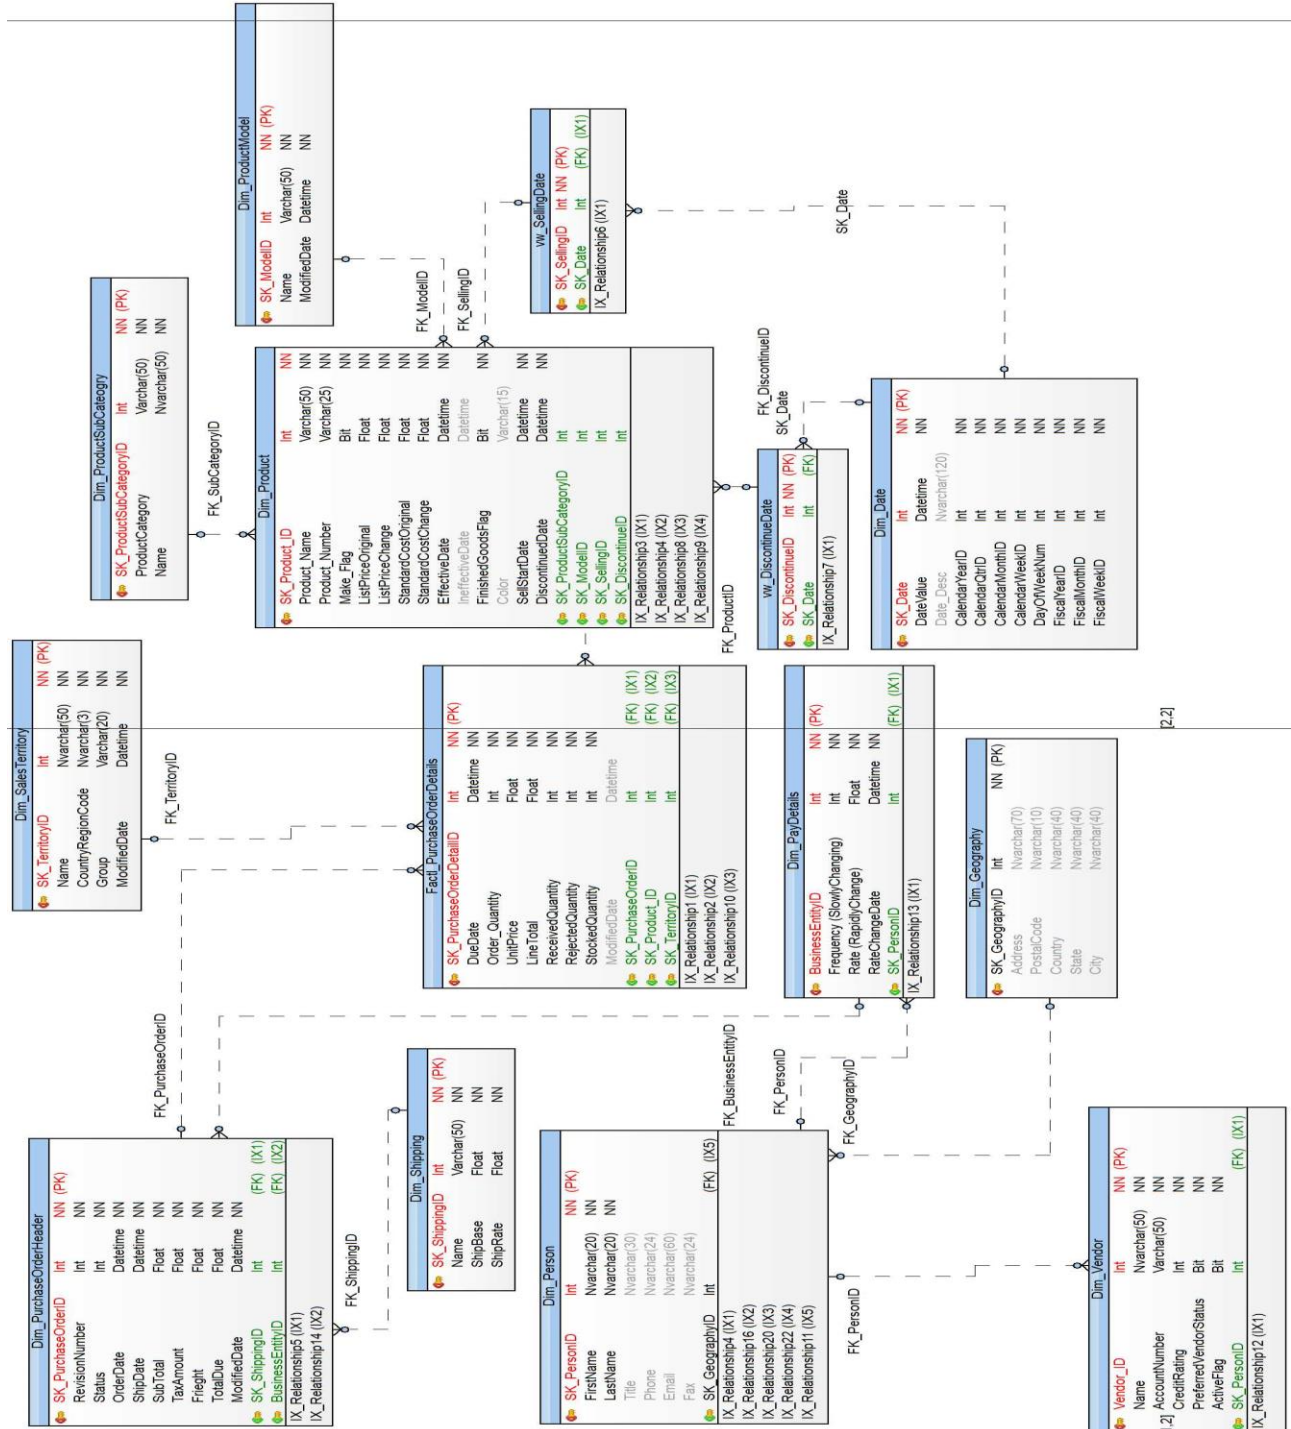 Dim_PurchaseOrderHeader
SK_PurchaseOrderID Int NN (PK)
RevisionNumber Int NN
Status Int NN
OrderDate Datetime NN
ShipDate Datetime NN
SubTotal Float NN
TaxAmount Float NN
Frieght Float NN
TotalDue Float NN
ModifiedDate Datetime NN
SK_ShippingID Int (FK) (IX1)
BusinessEntityID Int (FK) (IX2)
IX_Relationship5 (IX1)
IX_Relationship14 (IX2)
FK_PurchaseOrderID
FK_ShippingID
Dim_SalesTerritory
SK_TerritoryID Int NN (PK)
Name Nvarchar(50) NN
CountryRegionCode Nvarchar(3) NN
Group Varchar(20) NN
ModifiedDate Datetime NN
FK_TerritoryID
Dim_ProductSubCateogry
SK_ProductSubCategoryID Int NN (PK)
ProductCategory Varchar(50) NN
Name Nvarchar(50) NN
FK_SubCategoryID
Dim_ProductModel
SK_ModelID Int NN (PK)
Name Varchar(50) NN
ModifiedDate Datetime NN
FK_ModelID
FK_SellingID
Dim_Shipping
SK_ShippingID Int NN (PK)
Name Varchar(50) NN
ShipBase Float NN
ShipRate Float NN
Factl_PurchaseOrderDetails
SK_PurchaseOrderDetailID Int NN (PK)
DueDate Datetime NN
Order_Quantity Int NN
UnitPrice Float NN
LineTotal Float NN
ReceivedQuantity Int NN
RejectedQuantity Int NN
StockedQuantity Int NN
ModifiedDate Datetime
SK_PurchaseOrderID Int (FK) (IX1)
SK_Product_ID Int (FK) (IX2)
SK_TerritoryID Int (FK) (IX3)
IX_Relationship1 (IX1)
IX_Relationship2 (IX2)
IX_Relationship10 (IX3)
FK_ProductID
Dim_Product
SK_Product_ID Int NN
Product_Name Varchar(50) NN
Product_Number Varchar(25) NN
Make_Flag Bit NN
ListPriceOriginal Float NN
ListPriceChange Float NN
StandardCostOriginal Float NN
StandardCostChange Float NN
EffectiveDate Datetime NN
IneffectiveDate Datetime
FinishedGoodsFlag Bit NN
Color Varchar(15)
SellStartDate Datetime NN
DiscontinuedDate Datetime NN
SK_ProductSubCategoryID Int
SK_ModelID Int
SK_SellingID Int
SK_DiscontinueID Int
IX_Relationship3 (IX1)
IX_Relationship4 (IX2)
IX_Relationship8 (IX3)
IX_Relationship9 (IX4)
vw_SellingDate
SK_SellingID Int NN (PK)
SK_Date Int (FK) (IX1)
IX_Relationship6 (IX1)
FK_DiscontinueID
SK_Date
SK_Date
Dim_Person
SK_PersonID Int NN (PK)
FirstName Nvarchar(20) NN
LastName Nvarchar(20) NN
Title Nvarchar(30)
Phone Nvarchar(24)
Email Nvarchar(60)
Fax Nvarchar(24)
SK_GeographyID Int (FK) (IX5)
IX_Relationship4 (IX1)
IX_Relationship16 (IX2)
IX_Relationship20 (IX3)
IX_Relationship22 (IX4)
IX_Relationship11 (IX5)
FK_BusinessEntityID
FK_PersonID
FK_GeographyID
FK_PersonID
Dim_PayDetails
BusinessEntityID Int NN (PK)
Frequency (SlowlyChanging) Int NN
Rate (RapidlyChange) Float NN
RateChangeDate Datetime NN
SK_PersonID Int (FK) (IX1)
IX_Relationship13 (IX1)
vw_DiscontinueDate
SK_DiscontinueID Int NN (PK)
SK_Date Int (FK)
IX_Relationship7 (IX1)
Dim_Date
SK_Date Int NN (PK)
DateValue Datetime NN
Date_Desc Nvarchar(120)
CalendarYearID Int NN
CalendarQtrID Int NN
CalendarMonthID Int NN
CalendarWeekID Int NN
DayOfWeekNum Int NN
FiscalYearID Int NN
FiscalMonthID Int NN
FiscalWeekID Int NN
Dim_Geography
SK_GeographyID Int NN (PK)
Address Nvarchar(70)
PostalCode Nvarchar(10)
Country Nvarchar(40)
State Nvarchar(40)
City Nvarchar(40)
Dim_Vendor
Vendor_ID Int NN (PK)
Name Nvarchar(50) NN
AccountNumber Varchar(50) NN
CreditRating Int NN
PreferredVendorStatus Bit NN
ActiveFlag Bit NN
SK_PersonID Int (FK) (IX1)
IX_Relationship12 (IX1)
[2,2]